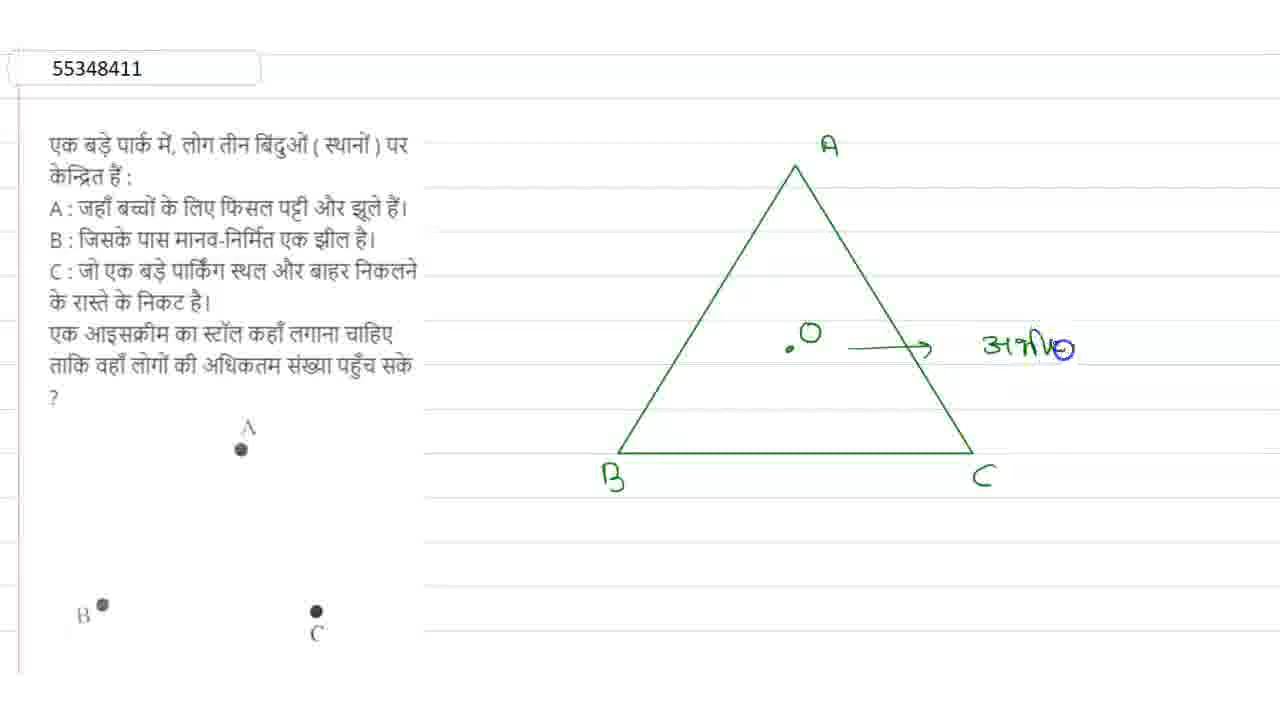 55348411
एक बड़े पार्क में, लोग तीन बिंदुओं ( स्थानों ) पर
केन्द्रित हैं :
A : जहाँ बच्चों के लिए फिसल पट्टी और झूले हैं।
B : जिसके पास मानव-निर्मित एक झील है।
C : जो एक बड़े पार्किंग स्थल और बाहर निकलने
के रास्ते के निकट है।
एक आइसक्रीम का स्टॉल कहाँ लगाना चाहिए
ताकि वहाँ लोगों की अधिकतम संख्या पहुँच सके
?
A
B
C
A
O
B
C